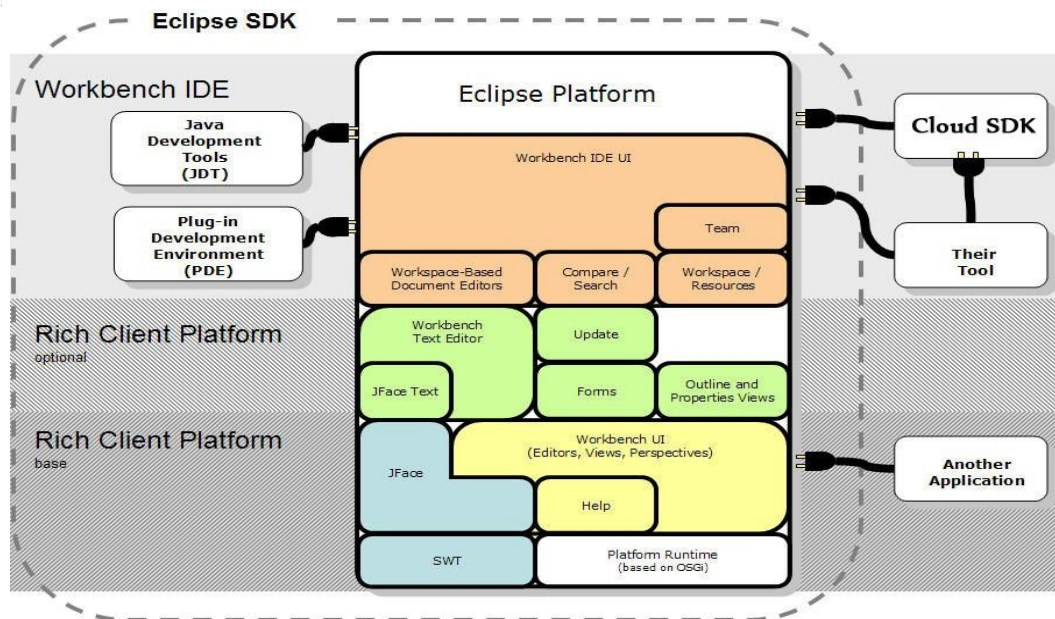 Eclipse SDK
Workbench IDE
Eclipse Platform
Java
Development
Tools
(JDT)
Cloud SDK
Workbench IDE UI
Plug-in
Development
Environment
(PDE)
Team
Their
Tool
Workspace-Based
Document Editors
Compare /
Search
Workspace /
Resources
Rich Client Platform
optional
Workbench
Text Editor
Update
JFace Text
Forms
Outline and
Properties Views
Rich Client Platform
base
Workbench UI
(Editors, Views, Perspectives)
JFace
Another
Application
Help
SWT
Platform Runtime
(based on OSGi)